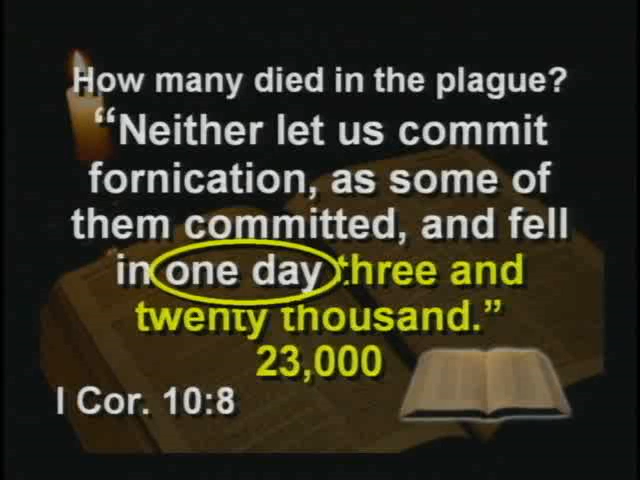 How many died in the plague?
“Neither let us commit
fornication, as some of
them committed, and fell
in one day three and
twenty thousand.”
23,000
I Cor. 10:8